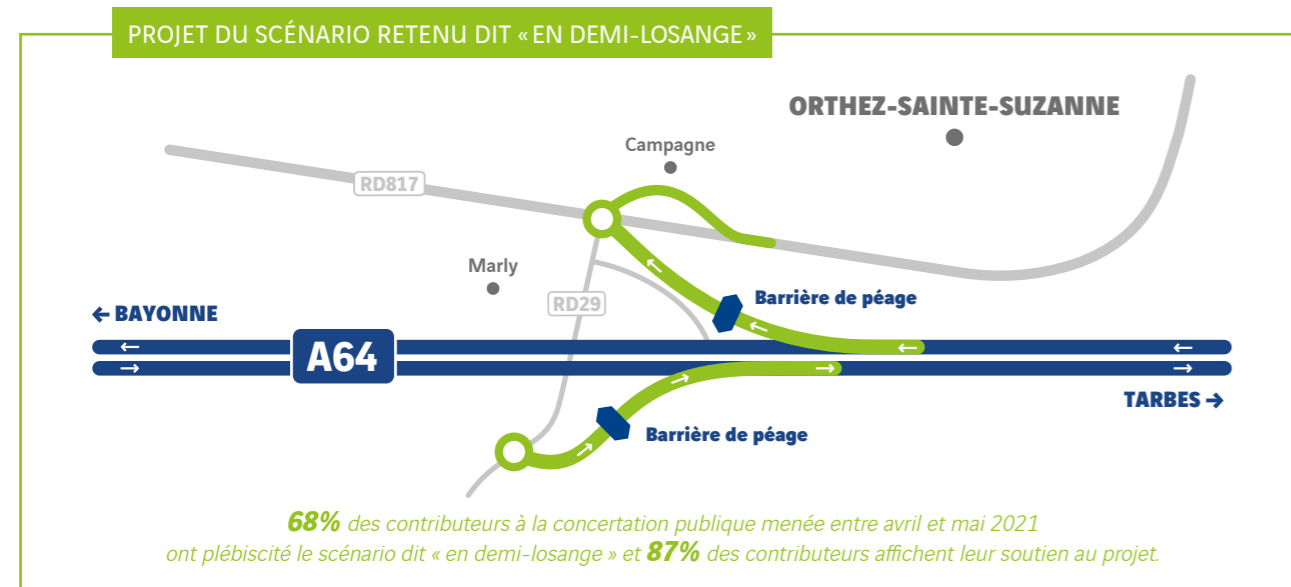 PROJET DU SCÉNARIO RETENU DIT « EN DEMI-LOSANGE »
ORTHEZ-SAINTE-SUZANNE
Campagne
RD817
Marly
RD29
Barrière de péage
← BAYONNE
A64
TARBES →
Barrière de péage
68% des contributeurs à la concertation publique menée entre avril et mai 2021
ont plébiscité le scénario dit « en demi-losange » et 87% des contributeurs affichent leur soutien au projet.